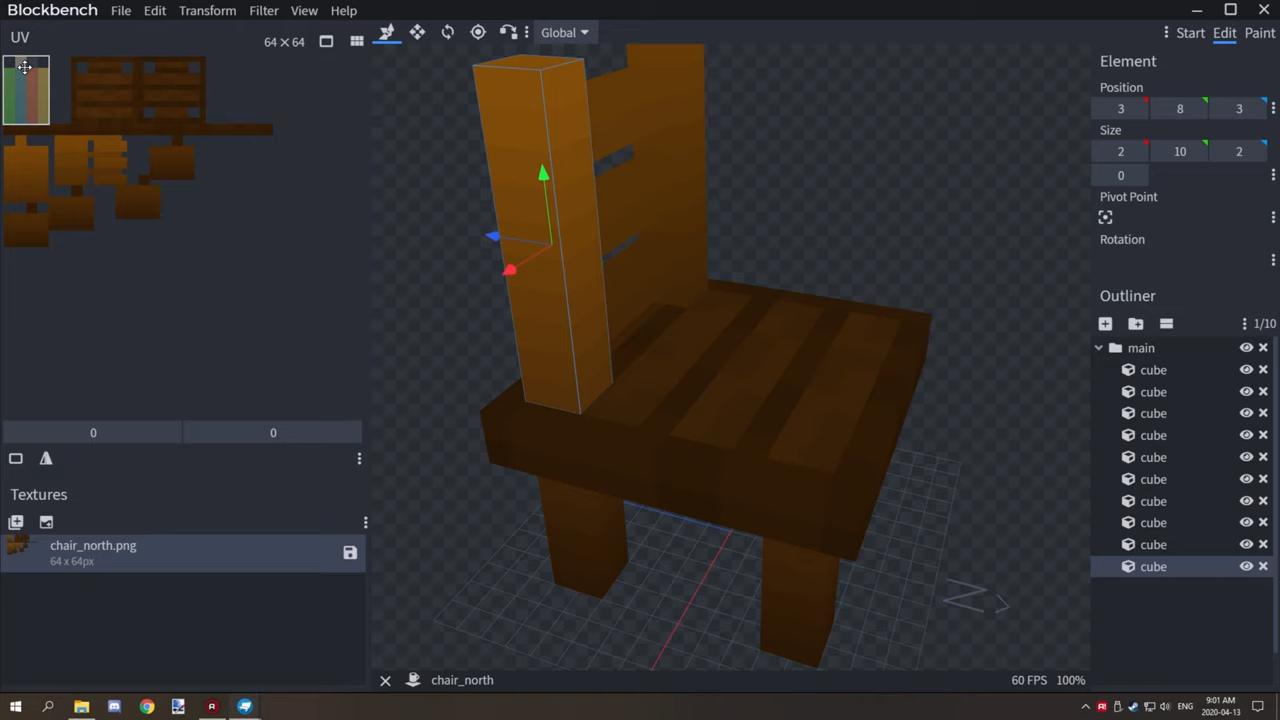 Blockbench File Edit Transform Filter View Help
UV
64 × 64
Global
Start Edit Paint
Element
Position
3 8 3
Size
2 10 2
0
Pivot Point
Rotation
Outliner
1/10
main
cube
cube
cube
cube
cube
cube
cube
cube
cube
cube
0 0
Textures
chair_north.png
64 x 64px
chair_north
60 FPS 100%
ENG
9:01 AM
2020-04-13